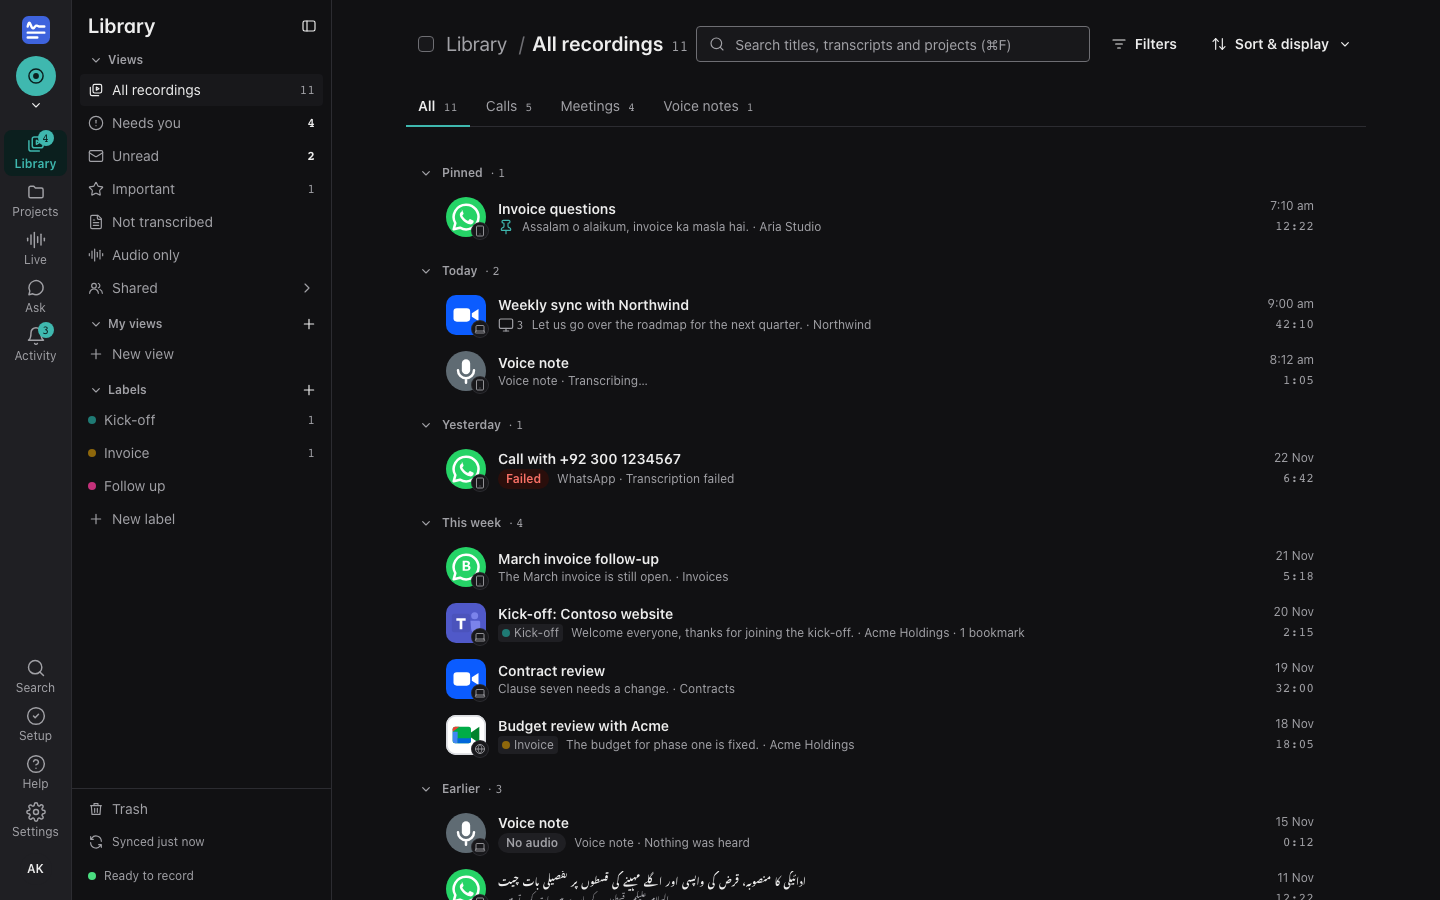 Library
Views
All recordings 11
Needs you 4
Unread 2
Important 1
Not transcribed
Audio only
Shared
My views
New view
Labels
Kick-off 1
Invoice 1
Follow up
New label
Trash
Synced just now
Ready to record
4
Library
Projects
Live
Ask
3
Activity
Search
Setup
Help
Settings
AK
Library / All recordings 11
Search titles, transcripts and projects (⌘F)
Filters
Sort & display
All 11 Calls 5 Meetings 4 Voice notes 1
Pinned · 1
Invoice questions 7:10 am
Assalam o alaikum, invoice ka masla hai. · Aria Studio 12:22
Today · 2
Weekly sync with Northwind 9:00 am
3 Let us go over the roadmap for the next quarter. · Northwind 42:10
Voice note 8:12 am
Voice note · Transcribing… 1:05
Yesterday · 1
Call with +92 300 1234567 22 Nov
Failed WhatsApp · Transcription failed 6:42
This week · 4
B
March invoice follow-up 21 Nov
The March invoice is still open. · Invoices 5:18
T
Kick-off: Contoso website 20 Nov
Kick-off Welcome everyone, thanks for joining the kick-off. · Acme Holdings · 1 bookmark 2:15
Contract review 19 Nov
Clause seven needs a change. · Contracts 32:00
Budget review with Acme 18 Nov
Invoice The budget for phase one is fixed. · Acme Holdings 18:05
Earlier · 3
Voice note 15 Nov
No audio Voice note · Nothing was heard 0:12
ادائیگی کا منصوبہ، قرض کی واپسی اور اگلے مہینے کی قسطوں پر تفصیلی بات چیت 11 Nov
12:22